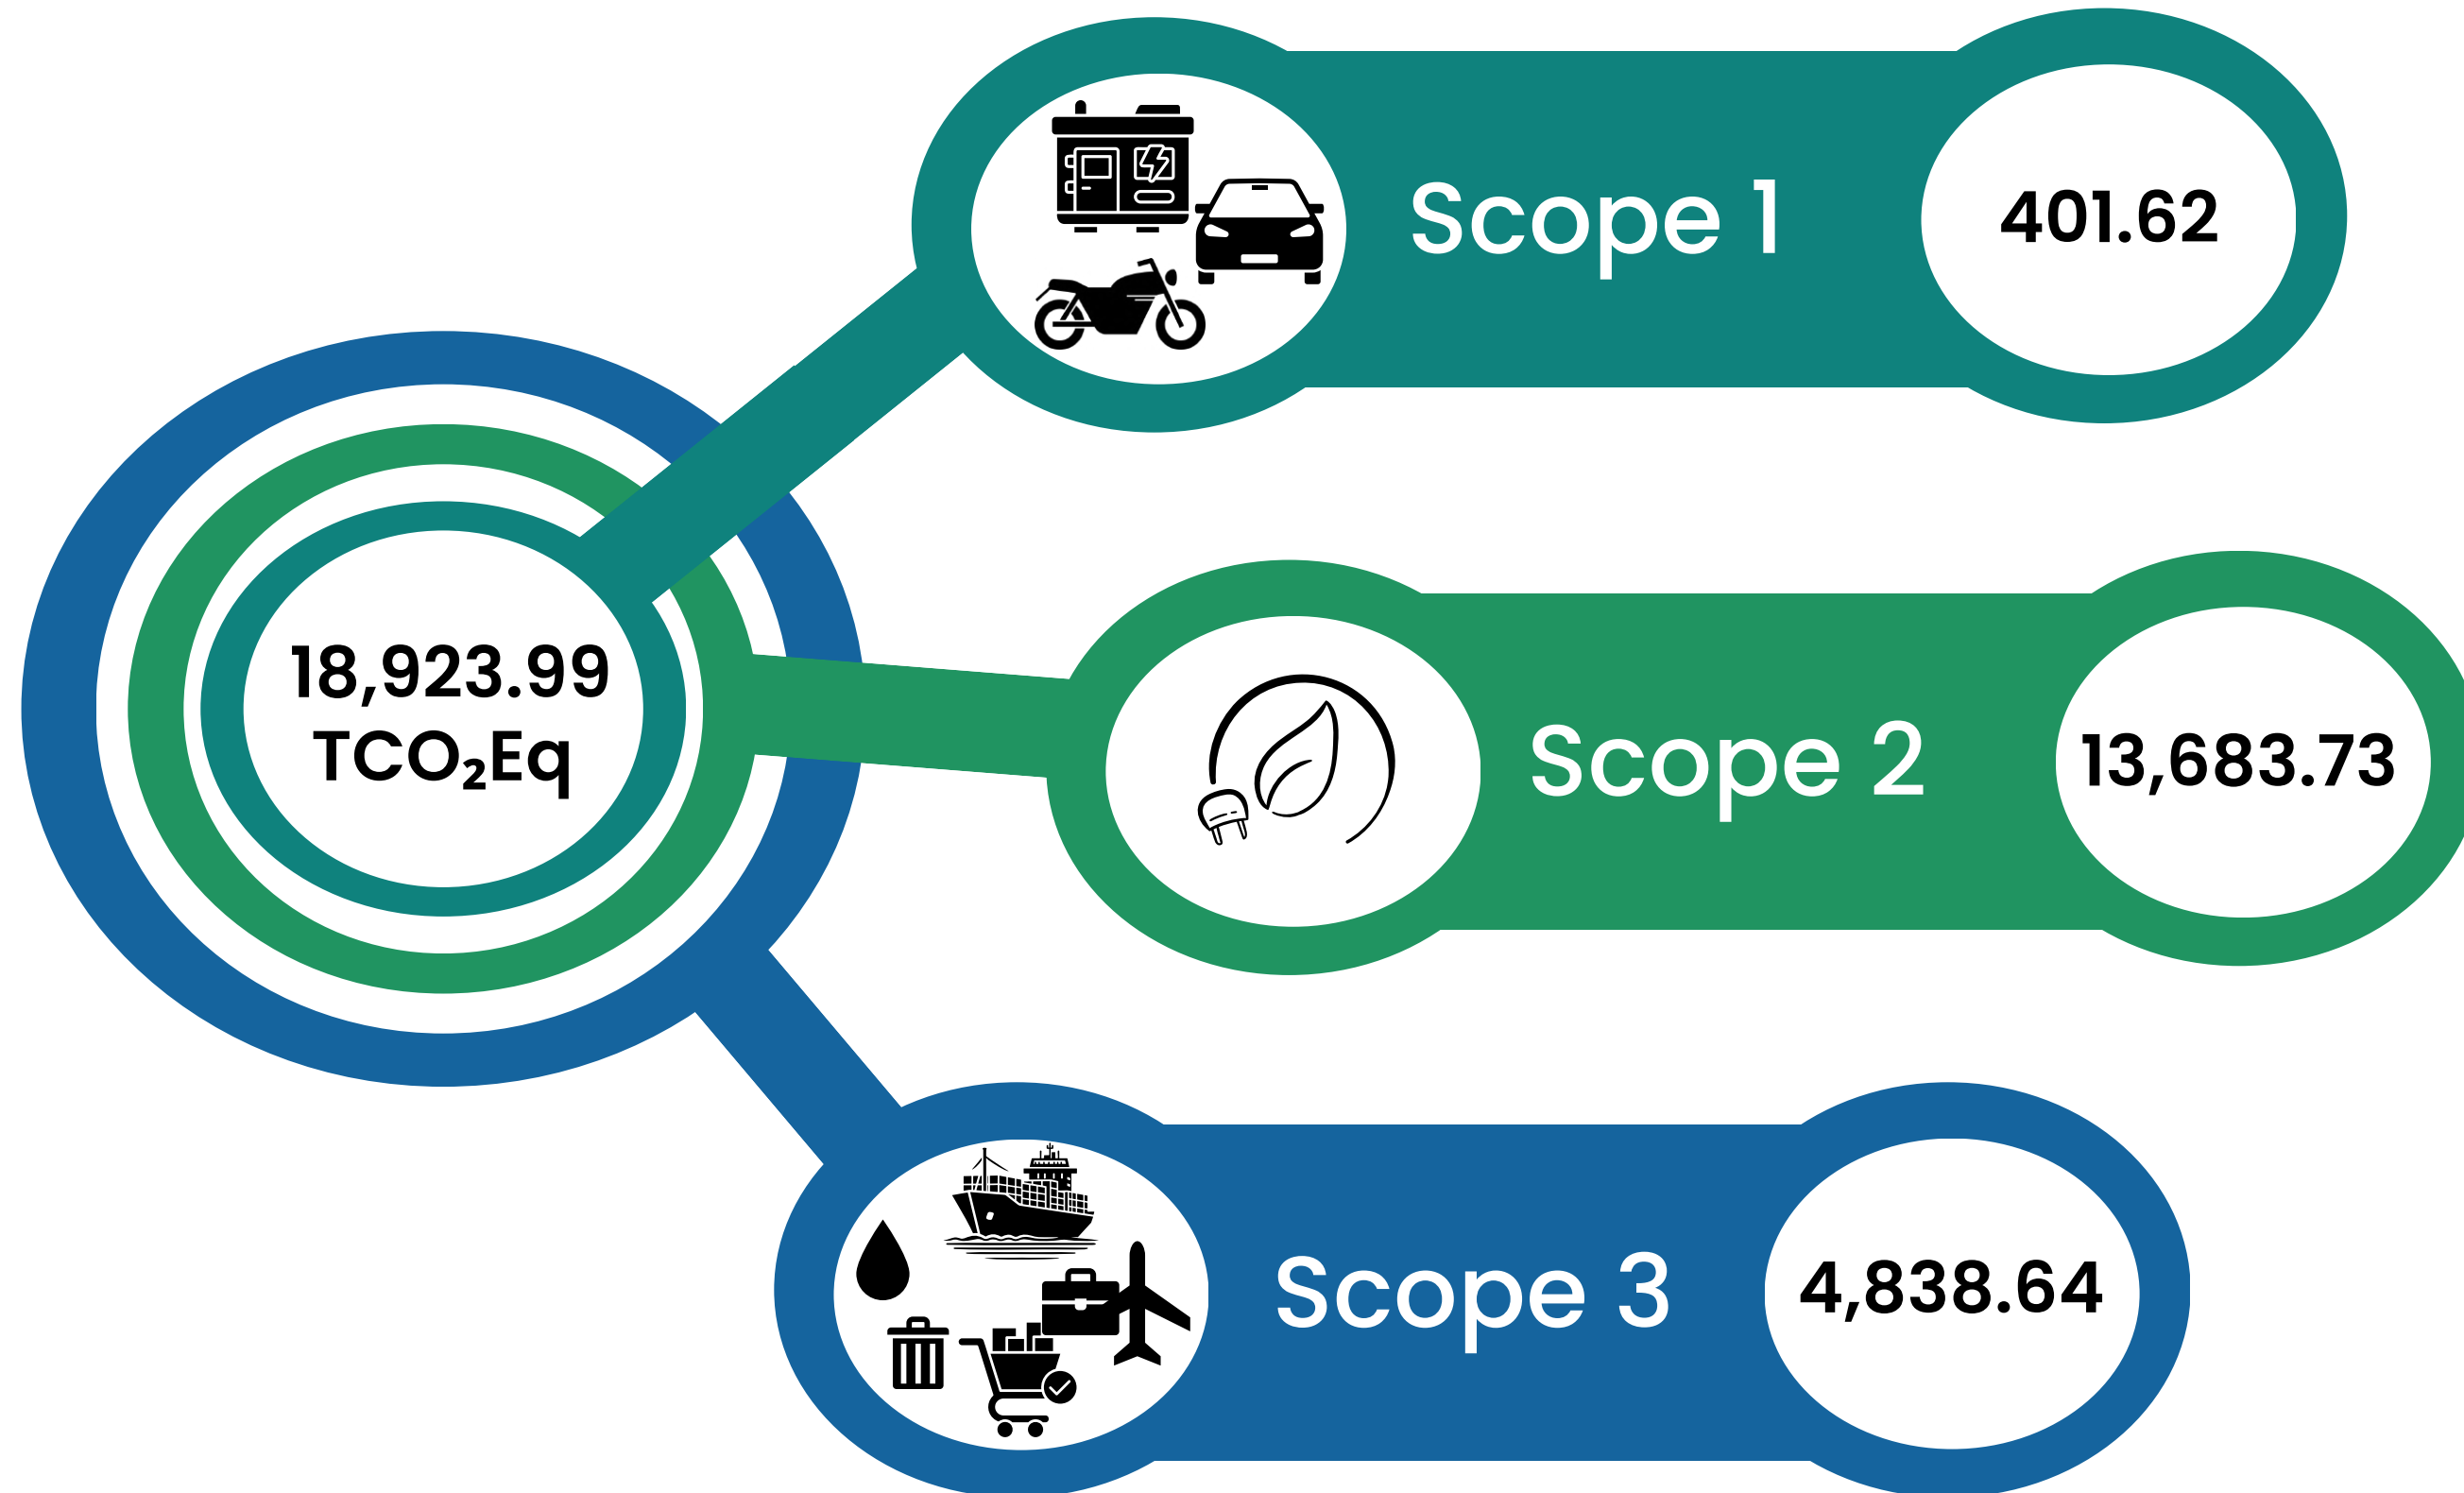 18,923.99
TCO₂Eq
Scope 1
401.62
Scope 2
13,683.73
Scope 3
4,838.64